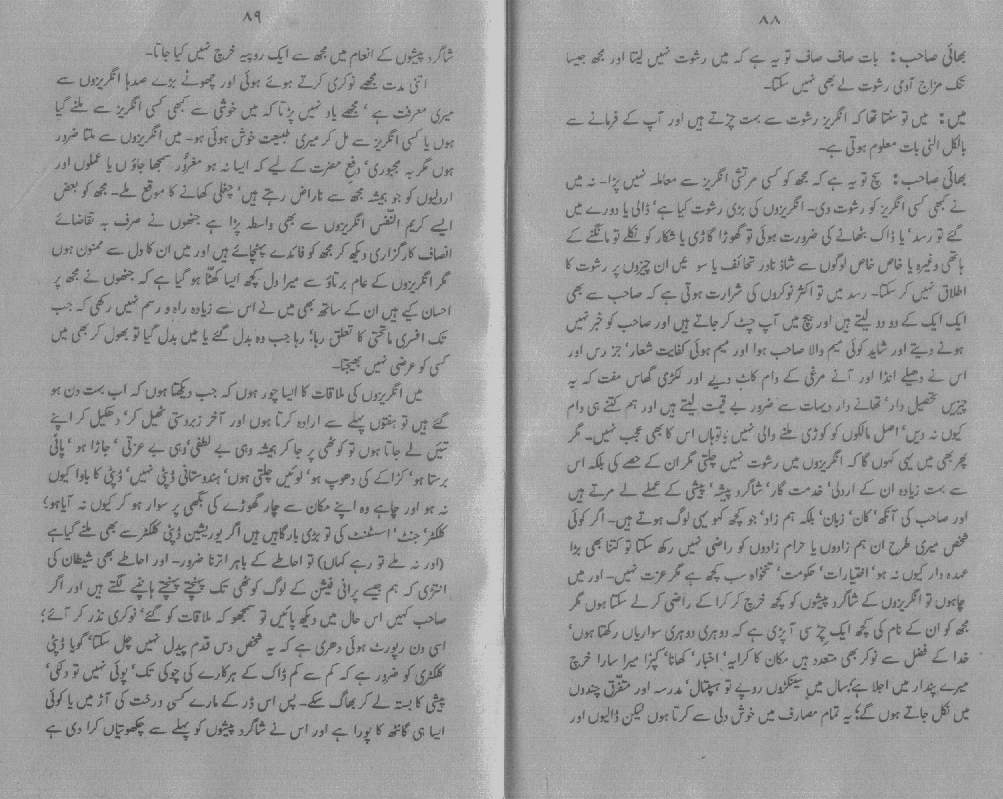 ۸۸
بھائی صاحب: بات صاف صاف تو یہ ہے کہ میں رشوت نہیں لیتا اور مجھ جیسا
تنک مزاج آدمی رشوت لے بھی نہیں سکتا۔
میں: میں تو سنتا تھا کہ انگریز رشوت سے بہت چڑتے ہیں اور آپ کے فرمانے سے
بالکل الٹی بات معلوم ہوتی ہے۔
بھائی صاحب: سچ تو یہ ہے کہ مجھ کو کسی مرتشی انگریز سے معاملہ نہیں پڑا۔ نہ میں
نے کبھی کسی انگریز کو رشوت دی۔ انگریزوں کی بڑی رشوت کیا ہے‘ ڈالی یا دورے میں
گئے تو رسد‘ یا ڈاک بٹھانے کی ضرورت ہوئی تو گھوڑا گاڑی یا شکار کو نکلے تو مانگنے کے
ہاتھی وغیرہ یا خاص خاص لوگوں سے شاذ نادر تحائف یا سو میں ان چیزوں پر رشوت کا
اطلاق نہیں کر سکتا۔ رسد میں تو اکثر نوکروں کی شرارت ہوتی ہے کہ صاحب سے بھی
ایک ایک کے دو دو لیتے ہیں اور بیچ میں آپ چٹ کر جاتے ہیں اور صاحب کو خبر نہیں
ہونے دیتے اور شاید کوئی میم والا صاحب ہوا اور میم ہوئی کفایت شعار‘ جز رس اور
اس نے دھیلے انڈا اور آنے مرغی کے دام کاٹ دیے اور لکڑی گھاس مفت کہ یہ
چیزیں تحصیل دار‘ تھانے دار دیہات سے ضرور بے قیمت لیتے ہیں اور ہم کتنے ہی دام
کیوں نہ دیں‘ اصل مالکوں کو کوڑی ملنے والی نہیں؛ تو ہاں اس کا بھی عجب نہیں۔ مگر
پھر بھی میں یہی کہوں گا کہ انگریزوں میں رشوت نہیں چلتی مگر ان کے حصے کی بلکہ اس
سے بہت زیادہ ان کے اردلی‘ خدمت گار‘ شاگرد پیشہ‘ پیشی کے عملے لے مرتے ہیں
اور صاحب کی آنکھ‘ کان‘ زبان‘ بلکہ ہم زاد‘ جو کچھ کہو یہی لوگ ہوتے ہیں۔ اگر کوئی
شخص میری طرح ان ہم زادوں یا حرام زادوں کو راضی نہیں رکھ سکتا تو کتنا بھی بڑا
عہدہ دار کیوں نہ ہو‘ اختیارات‘ حکومت‘ تنخواہ سب کچھ ہے مگر عزت نہیں۔ اور میں
چاہوں تو انگریزوں کے شاگرد پیشوں کو کچھ خرچ کر کرا کے راضی کر لے سکتا ہوں مگر
مجھ کو ان کے نام کی کچھ ایک چڑ سی آ پڑی ہے کہ دوہری دوہری سواریاں رکھتا ہوں‘
خدا کے فضل سے نوکر بھی متعدد ہیں مکان کا کرایہ‘ اخبار‘ کھانا‘ کپڑا میرا سارا خرچ
میرے پندار میں اجلا ہے؛ سال میں سینکڑوں روپے تو ہسپتال‘ مدرسہ اور متفرق چندوں
میں نکل جاتے ہوں گے؛ یہ تمام مصارف میں خوش دلی سے کرتا ہوں لیکن ڈالیوں اور
۸۹
شاگرد پیشوں کے انعام میں مجھ سے ایک روپیہ خرچ نہیں کیا جاتا۔
اتنی مدت مجھے نوکری کرتے ہوئے ہوئی اور چھوٹے بڑے صدہا انگریزوں سے
میری معرفت ہے‘ مجھے یاد نہیں پڑتا کہ میں خوشی سے کبھی کسی انگریز سے ملنے گیا
ہوں یا کسی انگریز سے مل کر میری طبیعت خوش ہوئی ہو۔ میں انگریزوں سے ملتا ضرور
ہوں مگر بہ مجبوری‘ دفع مضرت کے لیے کہ ایسا نہ ہو مغرور سمجھا جاؤں یا عملوں اور
اردلیوں کو جو ہمیشہ مجھ سے ناراض رہتے ہیں‘ چغلی کھانے کا موقع ملے۔ مجھ کو بعض
ایسے کریم النفس انگریزوں سے بھی واسطہ پڑا ہے جنھوں نے صرف بہ تقاضائے
انصاف کارگزاری دیکھ کر مجھ کو فائدے پہنچائے ہیں اور میں ان کا دل سے ممنون ہوں
مگر انگریزوں کے عام برتاؤ سے میرا دل کچھ ایسا کھٹا ہو گیا ہے کہ جنھوں نے مجھ پر
احسان کیے ہیں ان کے ساتھ بھی میں نے اس سے زیادہ راہ و رسم نہیں رکھی کہ جب
تک افسری ماتحتی کا تعلق رہا‘ رہا جب وہ بدل گئے یا میں بدل گیا تو بھول کر بھی میں
کسی کو عرضی نہیں بھیجتا۔
میں انگریزوں کی ملاقات کا ایسا چور ہوں کہ جب دیکھتا ہوں کہ اب بہت دن ہو
گئے ہیں تو ہفتوں پہلے سے ارادہ کرتا ہوں اور آخر زبردستی ٹھیل کر‘ دھکیل کر اپنے
تئیں لے جاتا ہوں تو کوٹھی پر جا کر ہمیشہ وہی بے لطفی‘ وہی بے عزتی‘ جاڑا ہو‘ پانی
برستا ہو‘ کڑاکے کی دھوپ ہو‘ لوئیں چلتی ہوں‘ ہندوستانی ڈپٹی نہیں‘ ڈپٹی کا باوا کیوں
نہ ہو اور چاہے وہ اپنے مکان سے چار گھوڑے کی بگھی پر سوار ہو کر کیوں نہ آیا ہو؛
کلکٹر‘ جنٹ‘ اسسٹنٹ کی تو بڑی بارگاہیں ہیں اگر یوریشین ڈپٹی کلکٹر سے بھی ملنے گیا ہے
(اور نہ ملے تو رہے کہاں) تو احاطے کے باہر اترنا ضرور۔ اور احاطے بھی شیطان کی
انتڑی کہ ہم جیسے پرانی فیشن کے لوگ کوٹھی تک پہنچتے پہنچتے ہانپنے لگتے ہیں اور اگر
صاحب کہیں اس حال میں دیکھ پائیں تو سمجھو کہ ملاقات کو گئے‘ نوکری نذر کر آئے؛
اسی دن رپورٹ ہوئی دھری ہے کہ یہ شخص دس قدم پیدل نہیں چل سکتا‘ گویا ڈپٹی
کلکٹری کو ضرور ہے کہ کم سے کم ڈاک کے ہرکارے کی چوکی تک‘ پوئی نہیں تو دلکی‘
پیشی کا بستہ لے کر بھاگ سکے۔ پس اس ڈر کے مارے کسی درخت کی آڑ میں یا کوئی
ایسا ہی گانٹھ کا پورا ہے اور اس نے شاگرد پیشوں کو پہلے سے چکھوتیاں کرا دی ہے